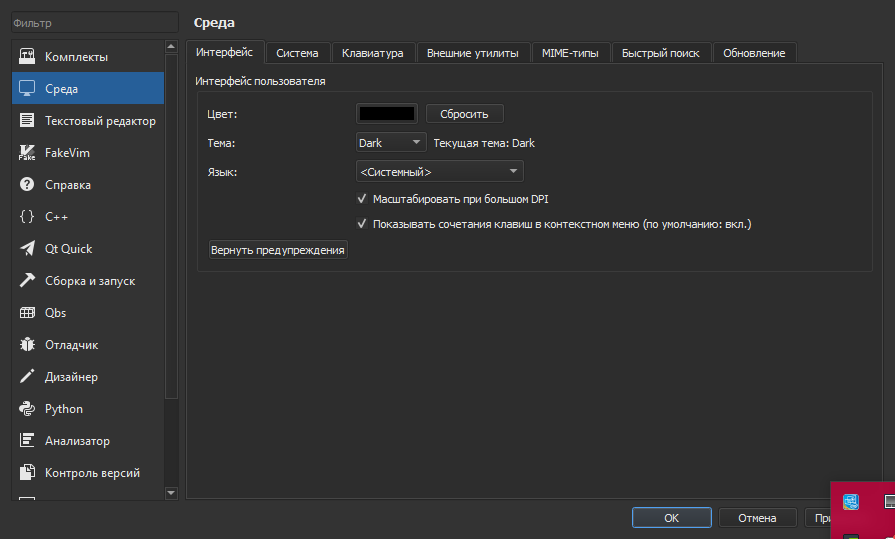 Фильтр
Комплекты
Среда
Текстовый редактор
FakeVim
Справка
C++
Qt Quick
Сборка и запуск
Qbs
Отладчик
Дизайнер
Python
Анализатор
Контроль версий
Среда
Интерфейс Система Клавиатура Внешние утилиты MIME-типы Быстрый поиск Обновление
Интерфейс пользователя
Цвет: Сбросить
Тема: Dark Текущая тема: Dark
Язык: <Системный>
Масштабировать при большом DPI
Показывать сочетания клавиш в контекстном меню (по умолчанию: вкл.)
Вернуть предупреждения
OK Отмена При